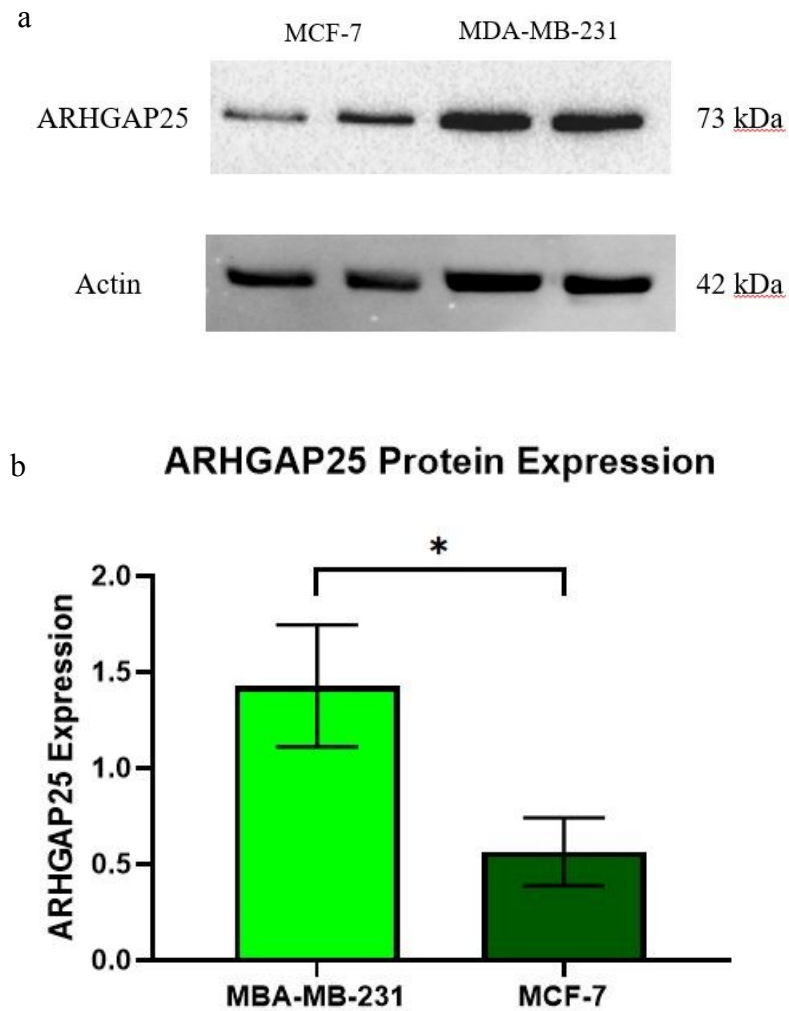 a
MCF-7 MDA-MB-231
ARHGAP25 73 kDa
Actin 42 kDa
b
ARHGAP25 Protein Expression
*
2.0
1.5
1.0
0.5
0.0
ARHGAP25 Expression
MBA-MB-231 MCF-7